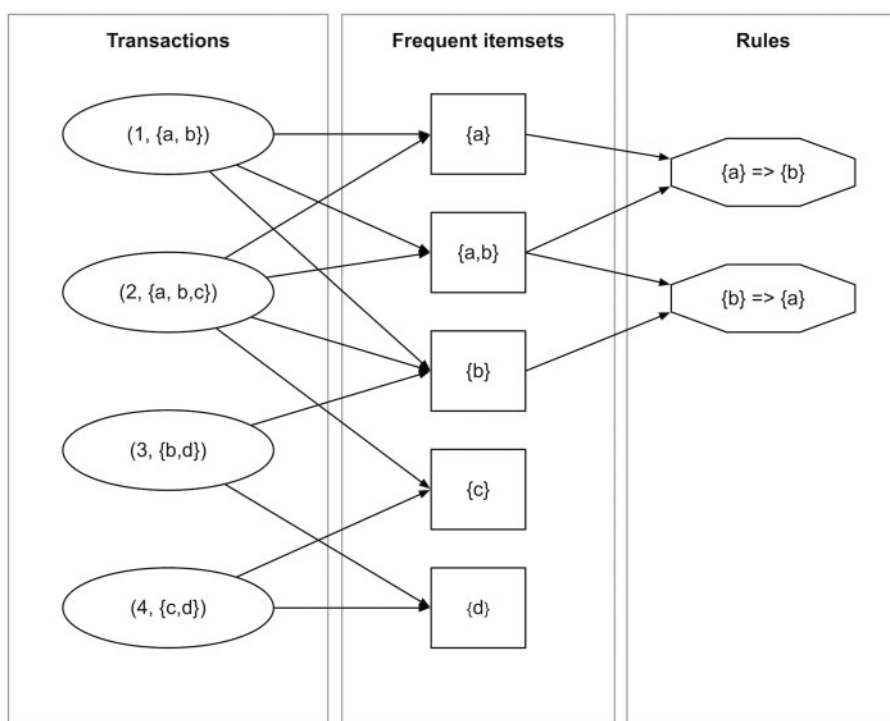 Transactions
Frequent itemsets
Rules
(1, {a, b})
(2, {a, b,c})
(3, {b,d})
(4, {c,d})
{a}
{a,b}
{b}
{c}
{d}
{a} => {b}
{b} => {a}